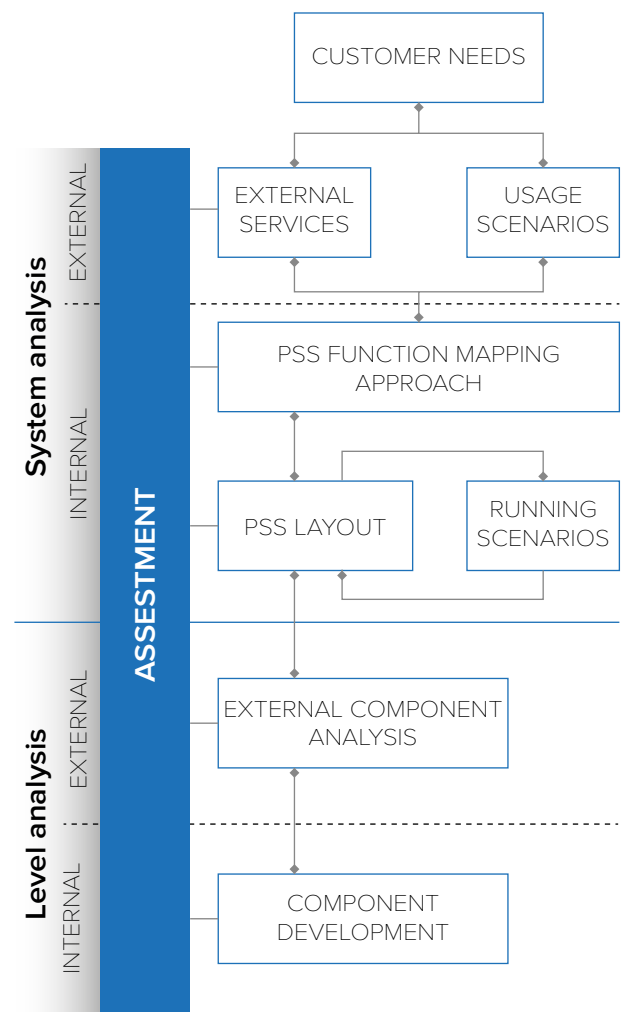 CUSTOMER NEEDS
System analysis
EXTERNAL
EXTERNAL
SERVICES
USAGE
SCENARIOS
INTERNAL
PSS FUNCTION MAPPING
APPROACH
PSS LAYOUT
RUNNING
SCENARIOS
ASSESTMENT
Level analysis
EXTERNAL
EXTERNAL COMPONENT
ANALYSIS
INTERNAL
COMPONENT
DEVELOPMENT